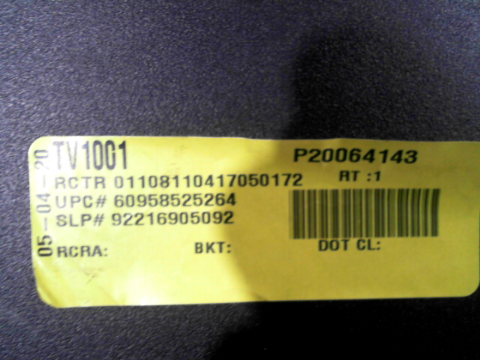 05-04-20
TV1001 P20064143
RCTR 01108110417050172 RT :1
UPC# 60958525264
SLP# 92216905092
RCRA: BKT: DOT CL: